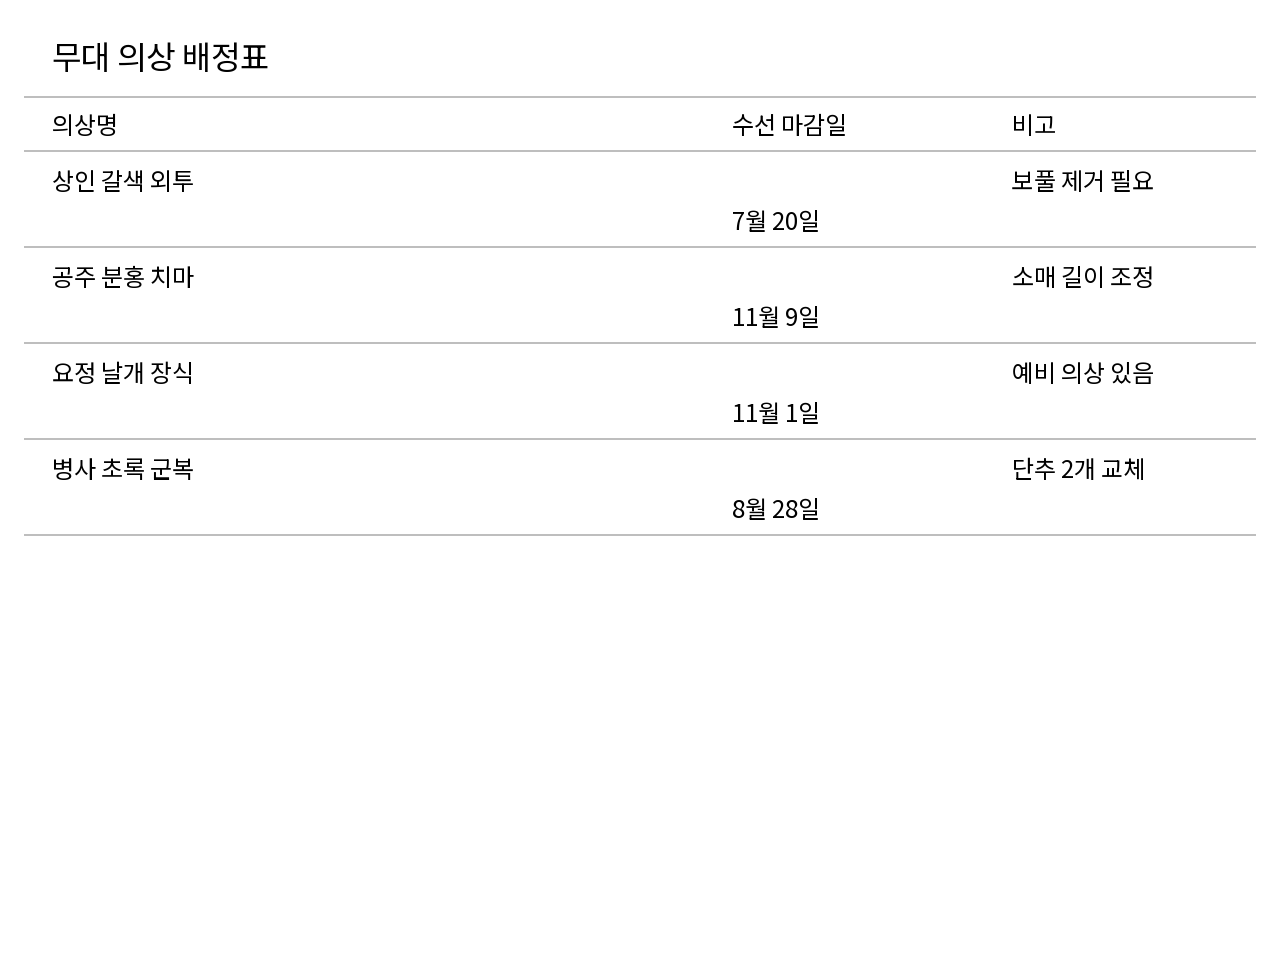 무대 의상 배정표
의상명 수선 마감일 비고
상인 갈색 외투 보풀 제거 필요
7월 20일
공주 분홍 치마 소매 길이 조정
11월 9일
요정 날개 장식 예비 의상 있음
11월 1일
병사 초록 군복 단추 2개 교체
8월 28일